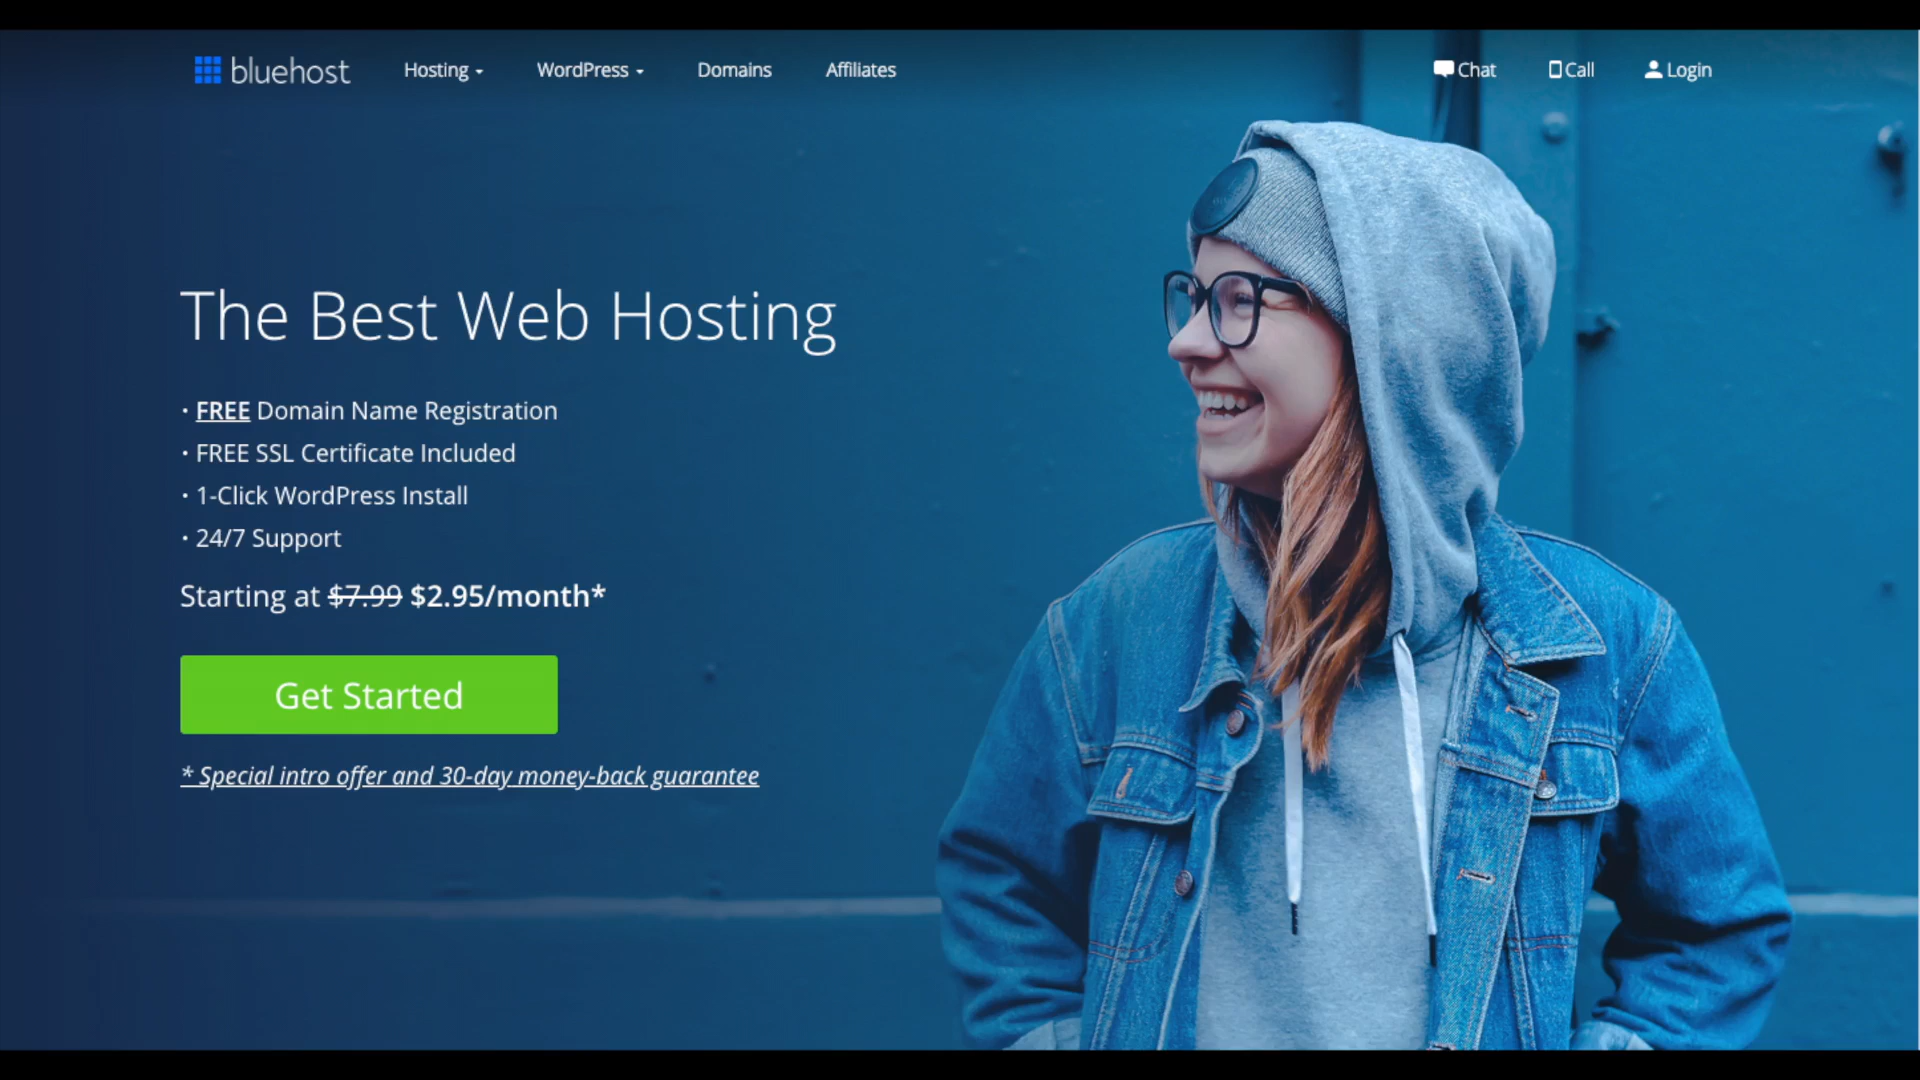 bluehost Hosting WordPress Domains Affiliates Chat Call Login
The Best Web Hosting
· FREE Domain Name Registration
· FREE SSL Certificate Included
· 1-Click WordPress Install
· 24/7 Support
Starting at $7.99 $2.95/month*
Get Started
* Special intro offer and 30-day money-back guarantee